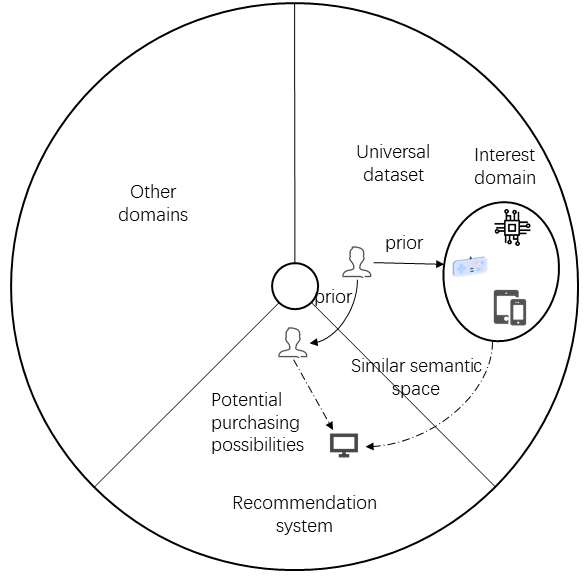 Universal
dataset
Interest
domain
Other
domains
prior
prior
Similar semantic
space
Potential
purchasing
possibilities
Recommendation
system